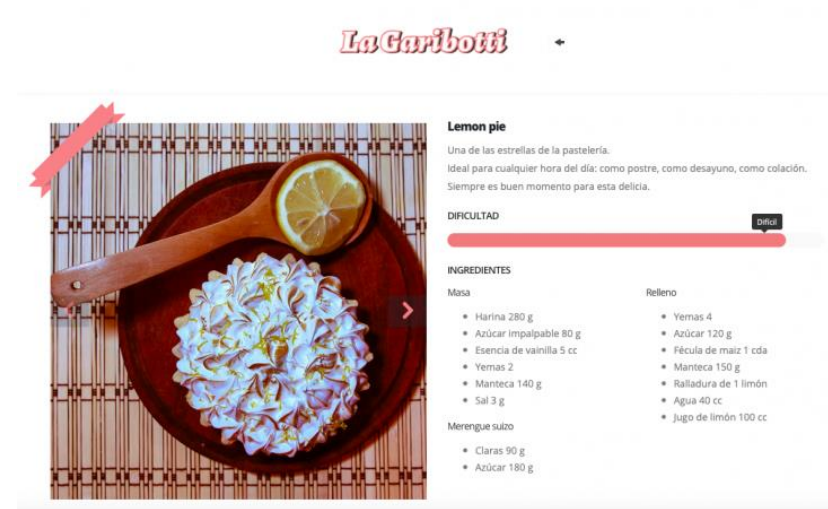 La Garibotti
Lemon pie
Una de las estrellas de la pastelería.
Ideal para cualquier hora del día: como postre, como desayuno, como colación.
Siempre es buen momento para esta delicia.
DIFICULTAD
Difícil
INGREDIENTES
Masa
Harina 280 g
Azúcar impalpable 80 g
Esencia de vainilla 5 cc
Yemas 2
Manteca 140 g
Sal 3 g
Merengue suizo
Claras 90 g
Azúcar 180 g
Relleno
Yemas 4
Azúcar 120 g
Fécula de maiz 1 cda
Manteca 150 g
Ralladura de 1 limón
Agua 40 cc
Jugo de limón 100 cc